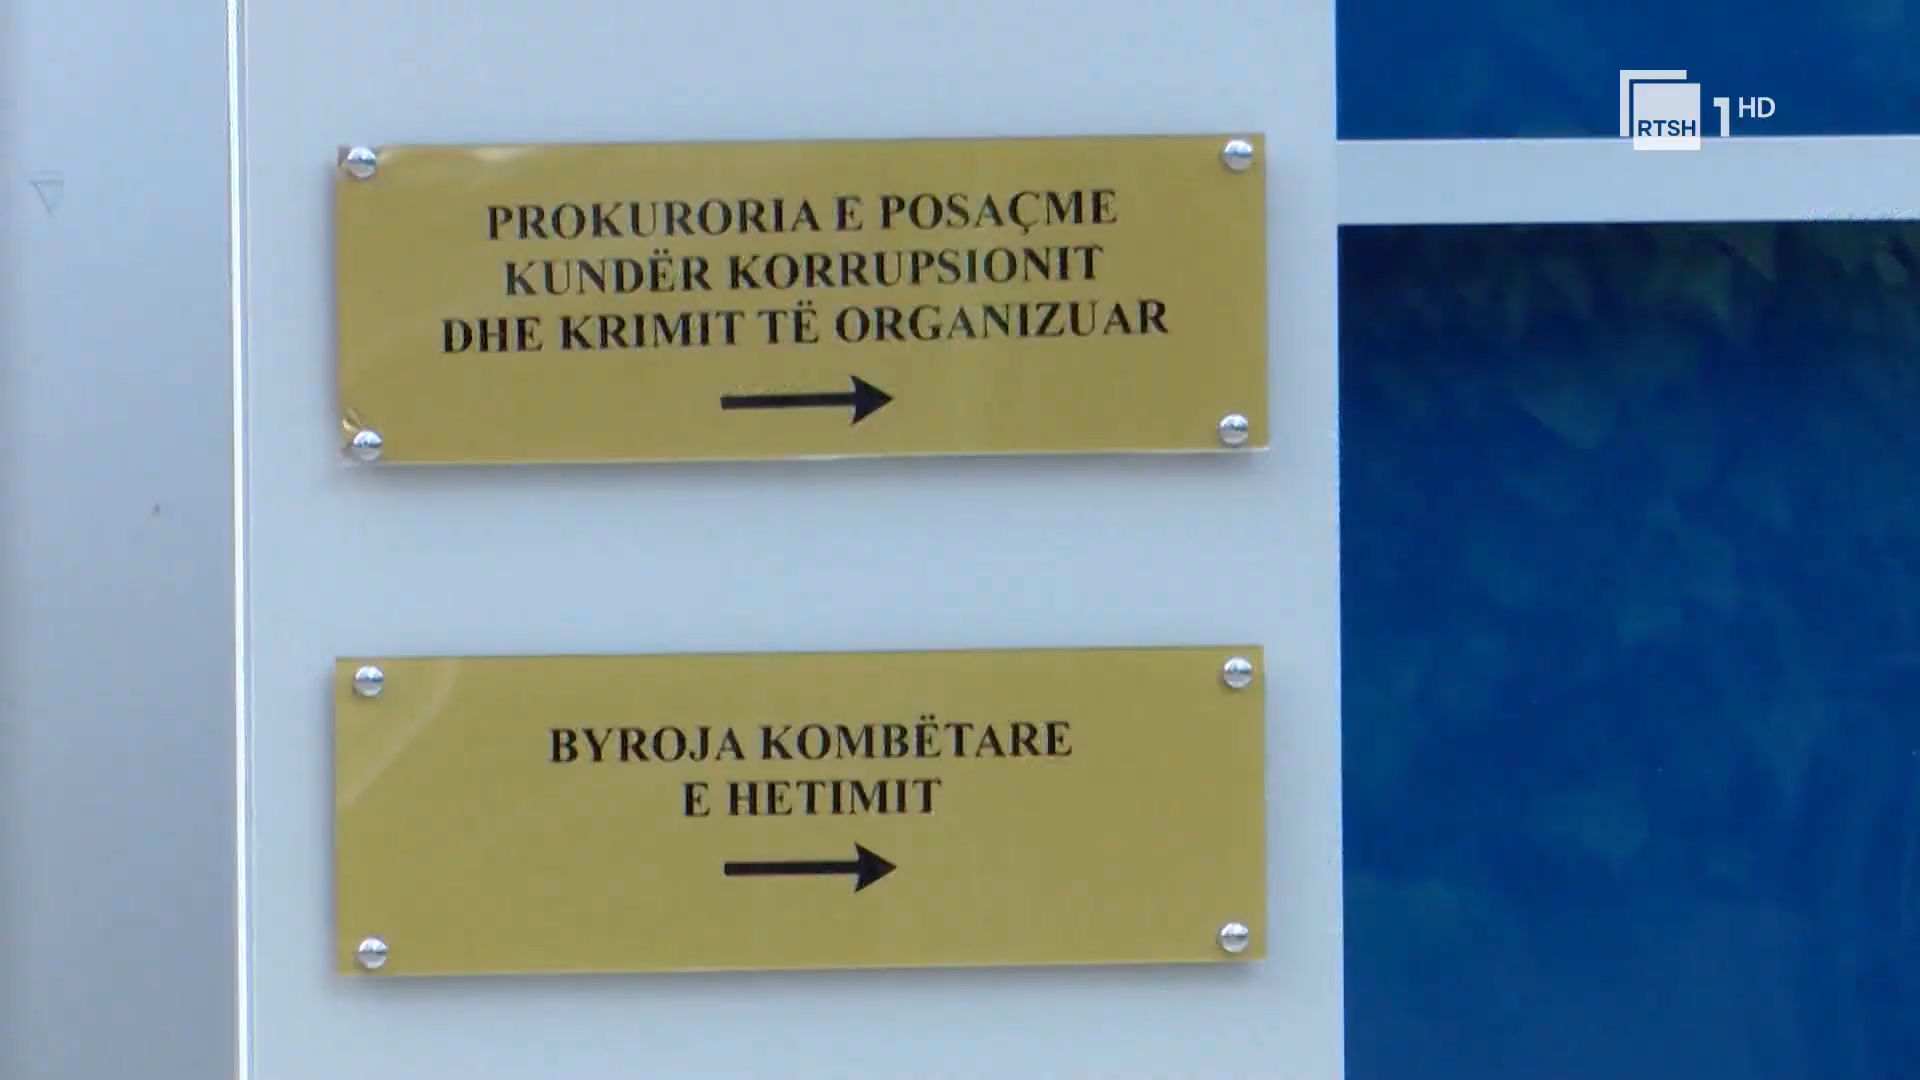 RTSH 1 HD
PROKURORIA E POSAÇME
KUNDËR KORRUPSIONIT
DHE KRIMIT TË ORGANIZUAR
BYROJA KOMBËTARE
E HETIMIT